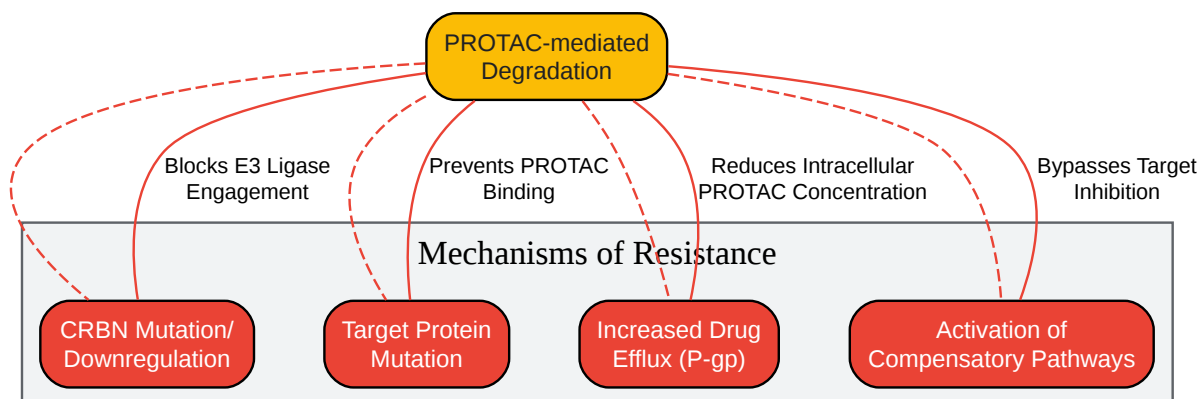 PROTAC-mediated
Degradation
Blocks E3 Ligase
Engagement
Prevents PROTAC
Binding
Reduces Intracellular
PROTAC Concentration
Bypasses Target
Inhibition
Mechanisms of Resistance
CRBN Mutation/
Downregulation
Target Protein
Mutation
Increased Drug
Efflux (P-gp)
Activation of
Compensatory Pathways